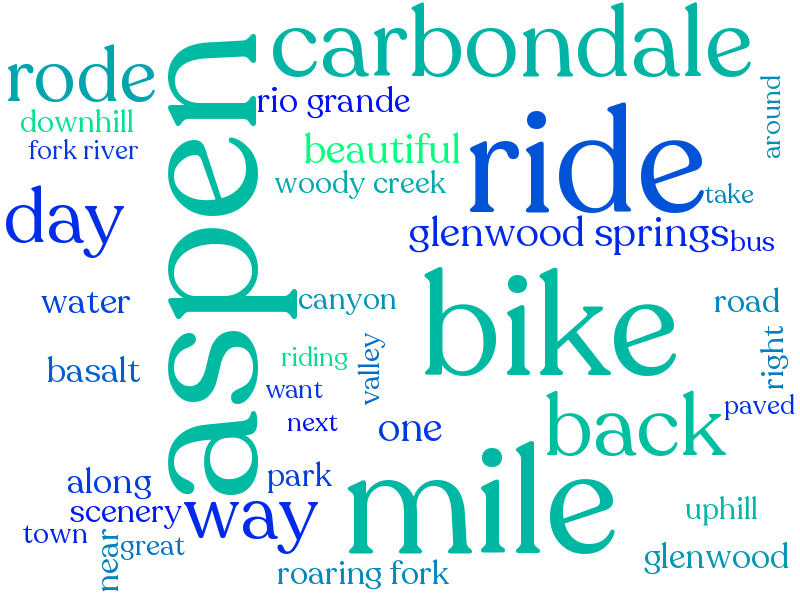 carbondale
rode
aspen
rio grande
around
downhill
beautiful
ride
fork river
woody creek
take
day
glenwood springs
bus
water
canyon
bike
road
basalt
riding
valley
right
want
next
one
back
paved
along
park
mile
scenery
way
uphill
town
near
great
roaring fork
glenwood